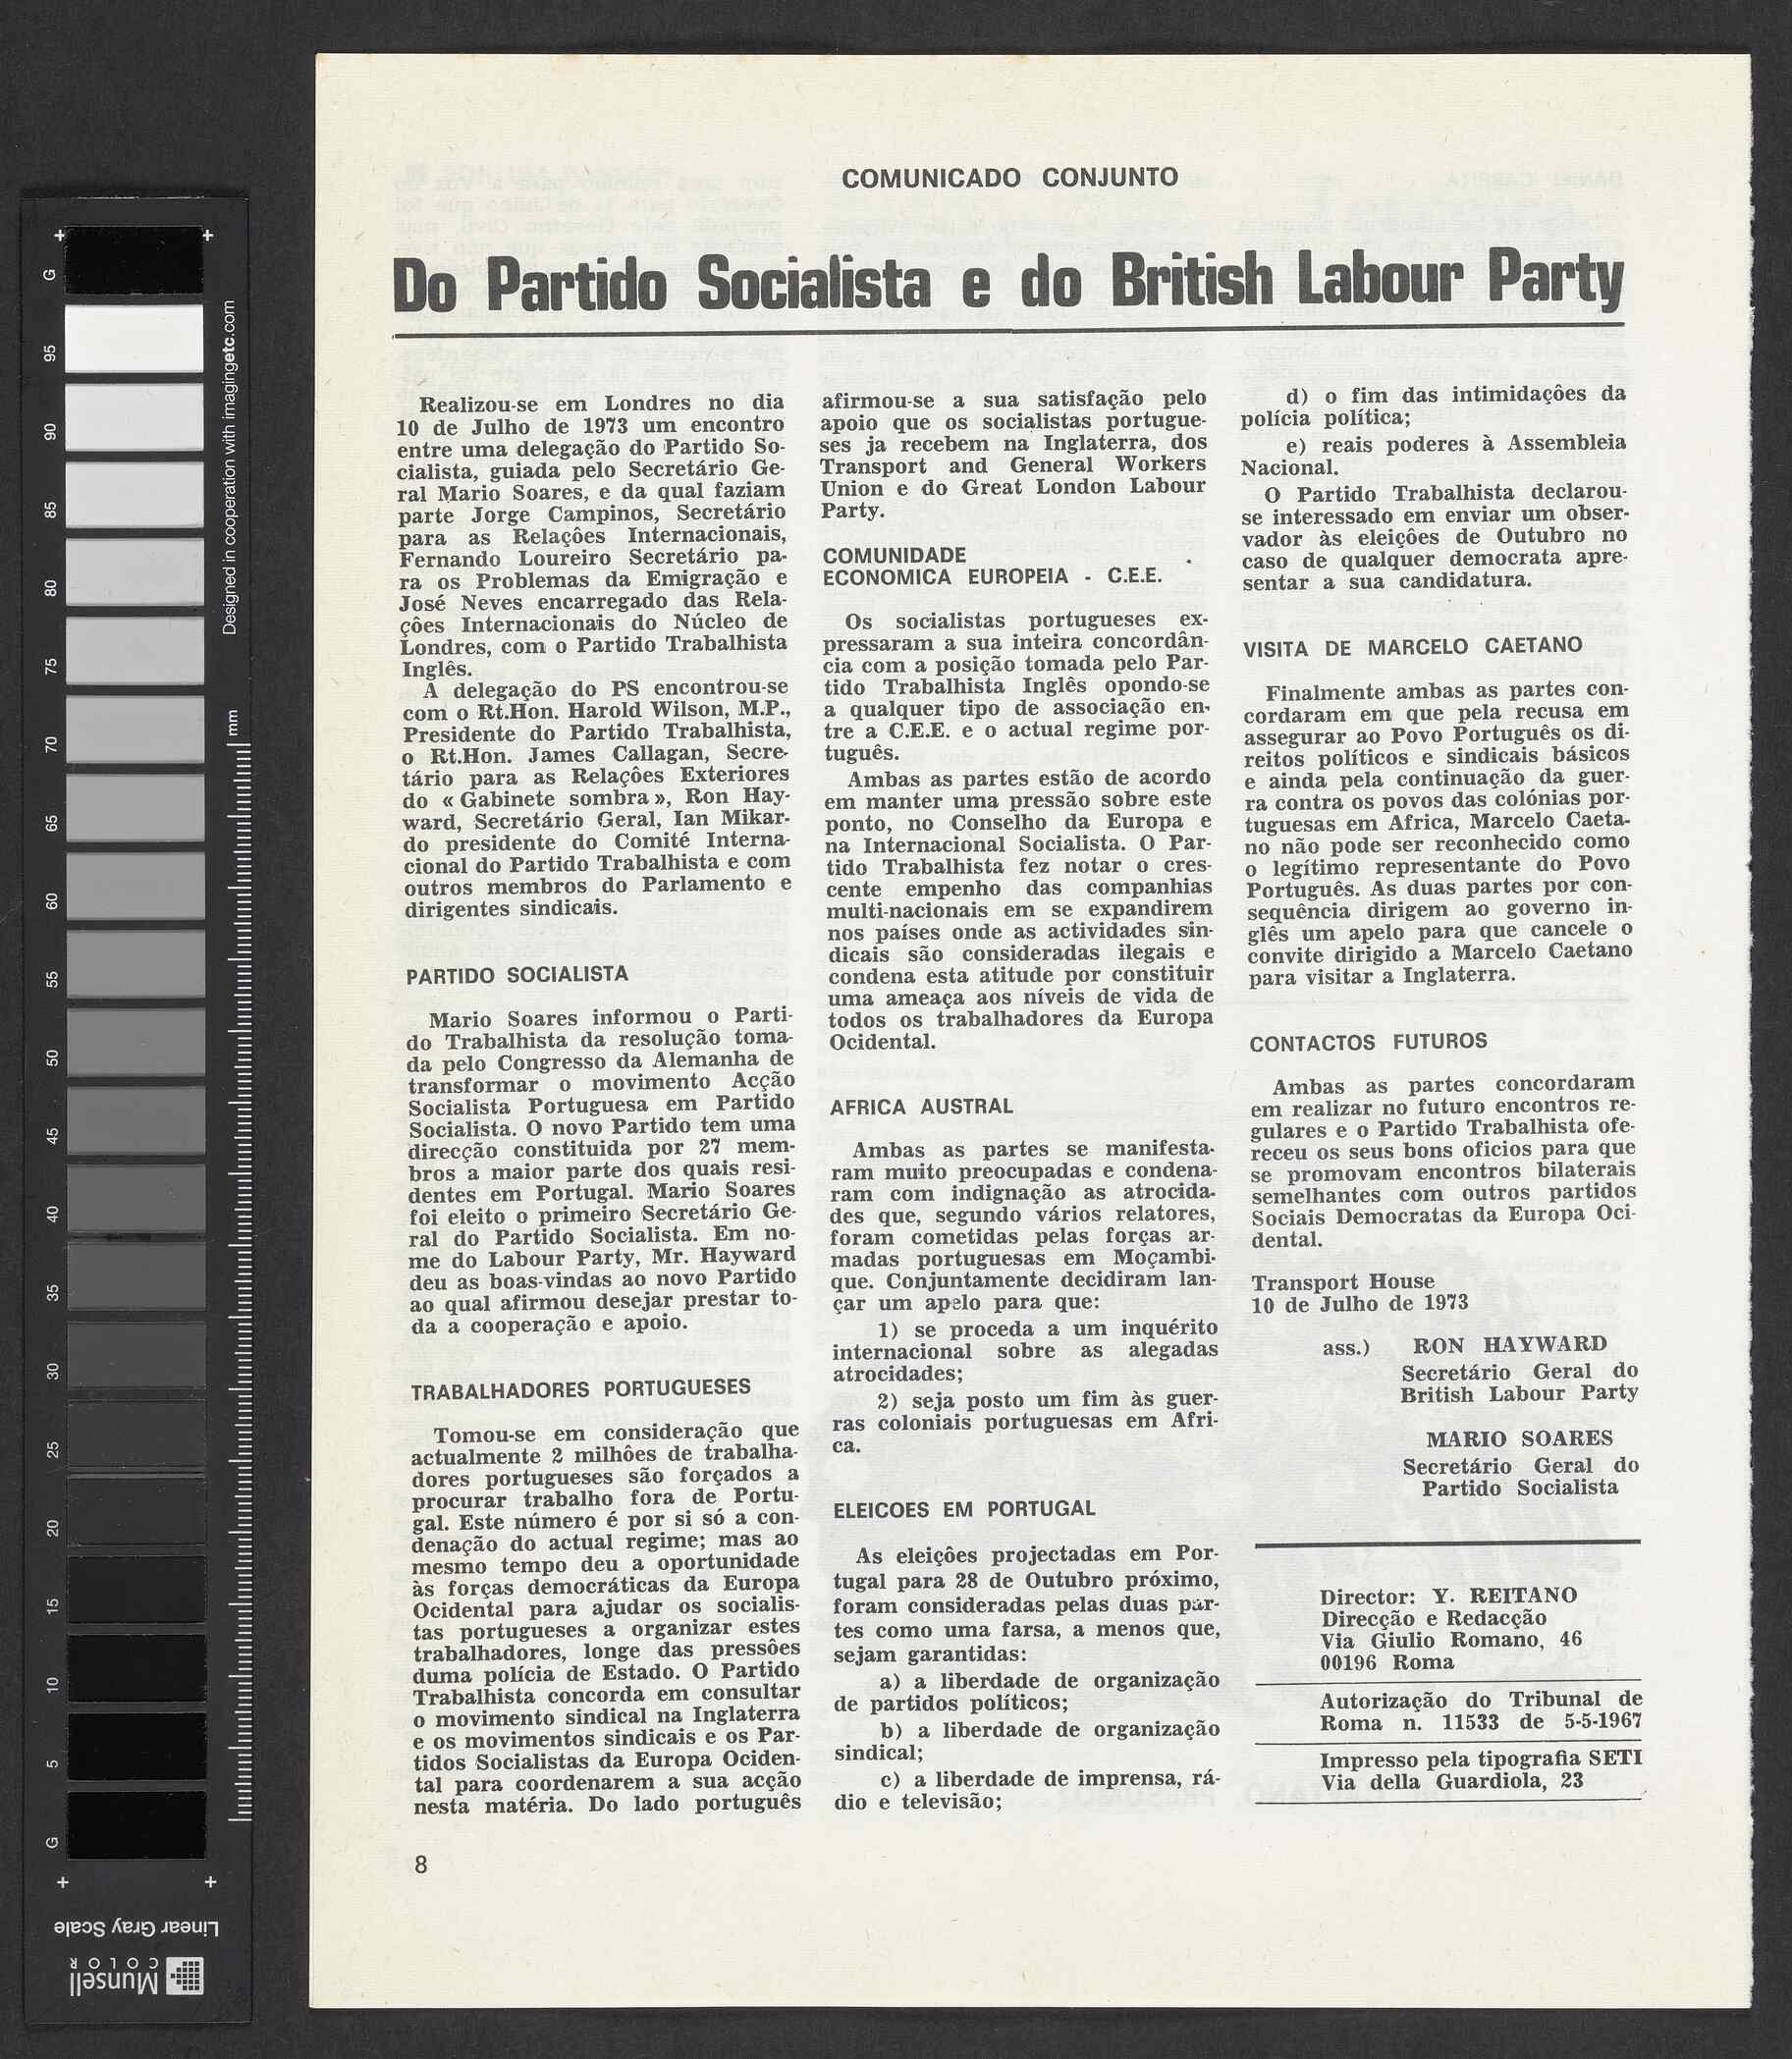 COMUNICADO CONJUNTO
Do Partido Socialista e do British Labour Party
Realizou-se em Londres no dia
10 de Julho de 1973 um encontro
entre uma delegação do Partido So-
cialista, guiada pelo Secretário Ge-
ral Mario Soares, e da qual faziam
parte Jorge Campinos, Secretário
para as Relações Internacionais,
Fernando Loureiro Secretário pa-
ra os Problemas da Emigração e
José Neves encarregado das Rela-
ções Internacionais do Núcleo de
Londres, com o Partido Trabalhista
Inglês.
A delegação do PS encontrou-se
com o Rt.Hon. Harold Wilson, M.P.,
Presidente do Partido Trabalhista,
o Rt.Hon. James Callagan, Secre-
tário para as Relações Exteriores
do « Gabinete sombra », Ron Hay-
ward, Secretário Geral, Ian Mikar-
do presidente do Comité Interna-
cional do Partido Trabalhista e com
outros membros do Parlamento e
dirigentes sindicais.
PARTIDO SOCIALISTA
Mario Soares informou o Parti-
do Trabalhista da resolução toma-
da pelo Congresso da Alemanha de
transformar o movimento Acção
Socialista Portuguesa em Partido
Socialista. O novo Partido tem uma
direcção constituida por 27 mem-
bros a maior parte dos quais resi-
dentes em Portugal. Mario Soares
foi eleito o primeiro Secretário Ge-
ral do Partido Socialista. Em no-
me do Labour Party, Mr. Hayward
deu as boas-vindas ao novo Partido
ao qual afirmou desejar prestar to-
da a cooperação e apoio.
TRABALHADORES PORTUGUESES
Tomou-se em consideração que
actualmente 2 milhões de trabalha-
dores portugueses são forçados a
procurar trabalho fora de Portu-
gal. Este número é por si só a con-
denação do actual regime; mas ao
mesmo tempo deu a oportunidade
às forças democráticas da Europa
Ocidental para ajudar os socialis-
tas portugueses a organizar estes
trabalhadores, longe das pressões
duma polícia de Estado. O Partido
Trabalhista concorda em consultar
o movimento sindical na Inglaterra
e os movimentos sindicais e os Par-
tidos Socialistas da Europa Ociden-
tal para coordenarem a sua acção
nesta matéria. Do lado português
afirmou-se a sua satisfação pelo
apoio que os socialistas portugue-
ses ja recebem na Inglaterra, dos
Transport and General Workers
Union e do Great London Labour
Party.
COMUNIDADE
ECONOMICA EUROPEIA - C.E.E.
Os socialistas portugueses ex-
pressaram a sua inteira concordân-
cia com a posição tomada pelo Par-
tido Trabalhista Inglês opondo-se
a qualquer tipo de associação en-
tre a C.E.E. e o actual regime por-
tuguês.
Ambas as partes estão de acordo
em manter uma pressão sobre este
ponto, no Conselho da Europa e
na Internacional Socialista. O Par-
tido Trabalhista fez notar o cres-
cente empenho das companhias
multi-nacionais em se expandirem
nos países onde as actividades sin-
dicais são consideradas ilegais e
condena esta atitude por constituir
uma ameaça aos níveis de vida de
todos os trabalhadores da Europa
Ocidental.
AFRICA AUSTRAL
Ambas as partes se manifesta-
ram muito preocupadas e condena-
ram com indignação as atrocida-
des que, segundo vários relatores,
foram cometidas pelas forças ar-
madas portuguesas em Moçambi-
que. Conjuntamente decidiram lan-
çar um apelo para que:
1) se proceda a um inquérito
internacional sobre as alegadas
atrocidades;
2) seja posto um fim às guer-
ras coloniais portuguesas em Afri-
ca.
ELEICOES EM PORTUGAL
As eleições projectadas em Por-
tugal para 28 de Outubro próximo,
foram consideradas pelas duas par-
tes como uma farsa, a menos que,
sejam garantidas:
a) a liberdade de organização
de partidos políticos;
b) a liberdade de organização
sindical;
c) a liberdade de imprensa, rá-
dio e televisão;
d) o fim das intimidações da
polícia política;
e) reais poderes à Assembleia
Nacional.
O Partido Trabalhista declarou-
se interessado em enviar um obser-
vador às eleições de Outubro no
caso de qualquer democrata apre-
sentar a sua candidatura.
VISITA DE MARCELO CAETANO
Finalmente ambas as partes con-
cordaram em que pela recusa em
assegurar ao Povo Português os di-
reitos políticos e sindicais básicos
e ainda pela continuação da guer-
ra contra os povos das colónias por-
tuguesas em Africa, Marcelo Caeta-
no não pode ser reconhecido como
o legítimo representante do Povo
Português. As duas partes por con-
sequência dirigem ao governo in-
glês um apelo para que cancele o
convite dirigido a Marcelo Caetano
para visitar a Inglaterra.
CONTACTOS FUTUROS
Ambas as partes concordaram
em realizar no futuro encontros re-
gulares e o Partido Trabalhista ofe-
receu os seus bons oficios para que
se promovam encontros bilaterais
semelhantes com outros partidos
Sociais Democratas da Europa Oci-
dental.
Transport House
10 de Julho de 1973
ass.) RON HAYWARD
Secretário Geral do
British Labour Party
MARIO SOARES
Secretário Geral do
Partido Socialista
Director: Y. REITANO
Direcção e Redacção
Via Giulio Romano, 46
00196 Roma
Autorização do Tribunal de
Roma n. 11533 de 5-5-1967
Impresso pela tipografia SETI
Via della Guardiola, 23
8
G
95
90
85
80
75
70
65
60
55
50
45
40
35
30
25
20
15
10
5
G
Designed in cooperation with imagingetc.com
mm
Linear Gray Scale
Munsell
COLOR